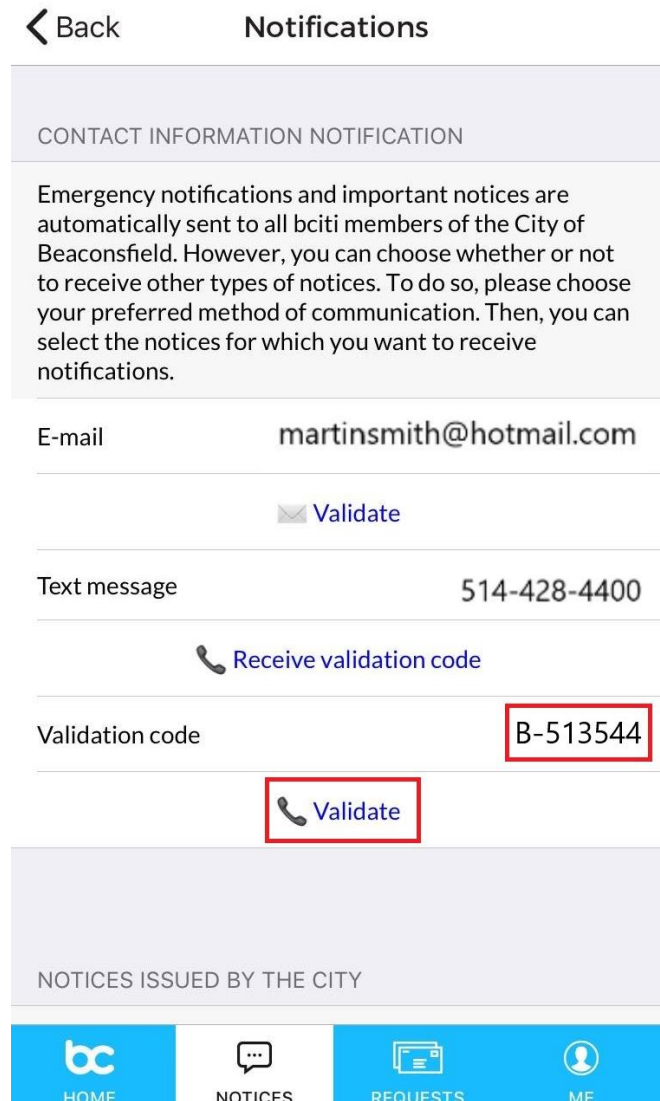 Back Notifications
CONTACT INFORMATION NOTIFICATION
Emergency notifications and important notices are
automatically sent to all bciti members of the City of
Beaconsfield. However, you can choose whether or not
to receive other types of notices. To do so, please choose
your preferred method of communication. Then, you can
select the notices for which you want to receive
notifications.
E-mail martinsmith@hotmail.com
Validate
Text message 514-428-4400
Receive validation code
Validation code B-513544
Validate
NOTICES ISSUED BY THE CITY
bc
HOME NOTICES REQUESTS ME